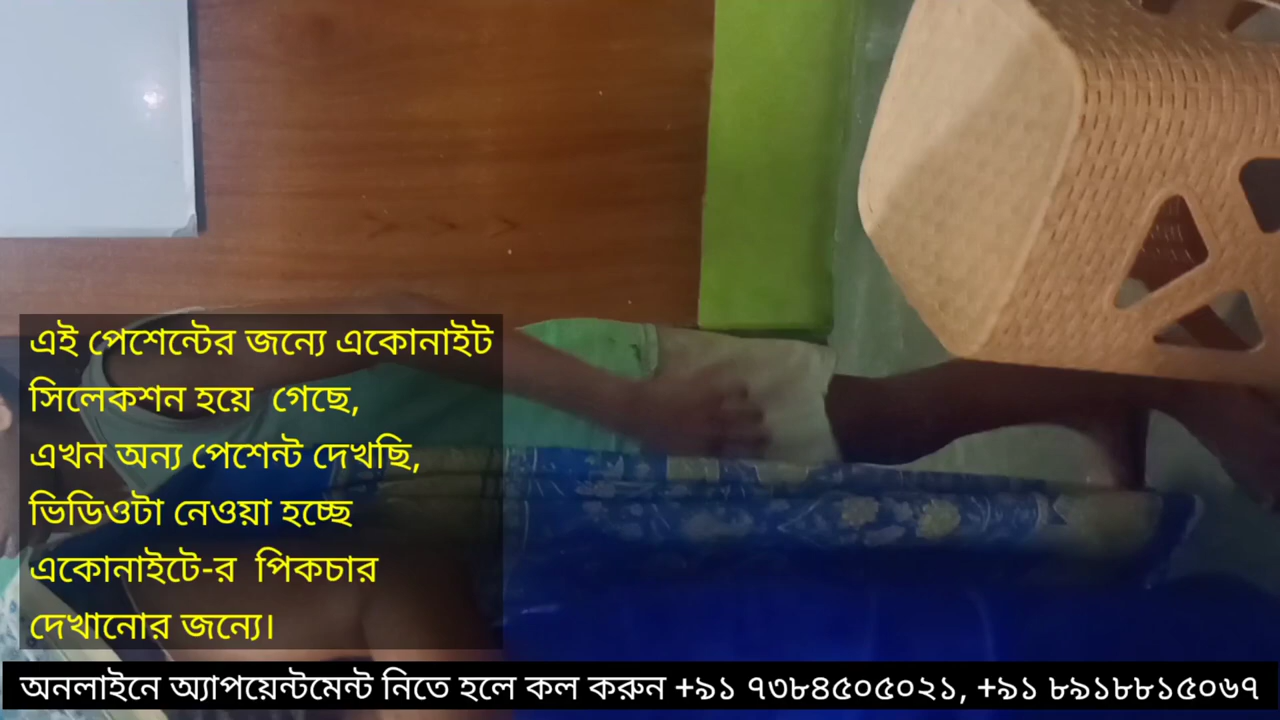 এই পেশেন্টের জন্যে একোনাইট
সিলেকশন হয়ে গেছে,
এখন অন্য পেশেন্ট দেখছি,
ভিডিওটা নেওয়া হচ্ছে
একোনাইটে-র পিকচার
দেখানোর জন্যে।
অনলাইনে অ্যাপয়েন্টমেন্ট নিতে হলে কল করুন +৯১ ৭৩৮৪৫০৫০২১, +৯১ ৮৯১৮৮১৫০৬৭